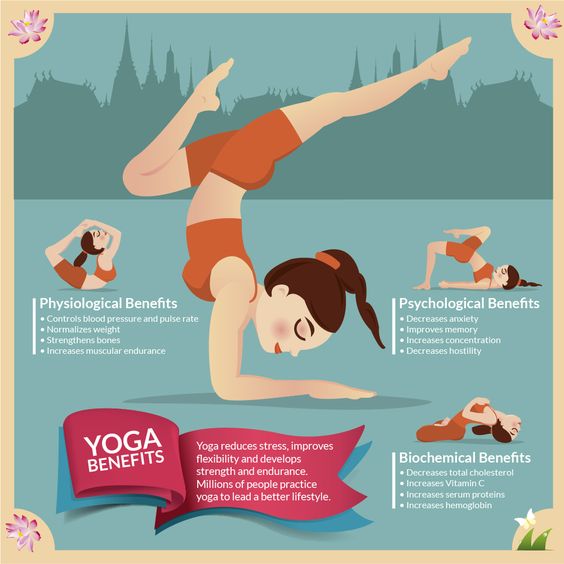 Physiological Benefits
• Controls blood pressure and pulse rate
• Normalizes weight
• Strengthens bones
• Increases muscular endurance
Psychological Benefits
• Decreases anxiety
• Improves memory
• Increases concentration
• Decreases hostility
YOGA
BENEFITS
Yoga reduces stress, improves
flexibility and develops
strength and endurance.
Millions of people practice
yoga to lead a better lifestyle.
Biochemical Benefits
• Decreases total cholesterol
• Increases Vitamin C
• Increases serum proteins
• Increases hemoglobin